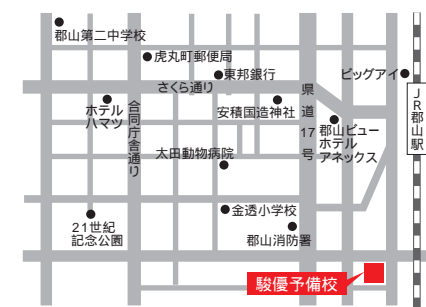 郡山第二中学校
虎丸町郵便局
東邦銀行
ビッグアイ
さくら通り
ホテル
ハマツ
合同庁舎通り
安積国造神社
県道17号
郡山ビュー
ホテル
アネックス
JR郡山駅
太田動物病院
21世紀
記念公園
金透小学校
郡山消防署
駿優予備校